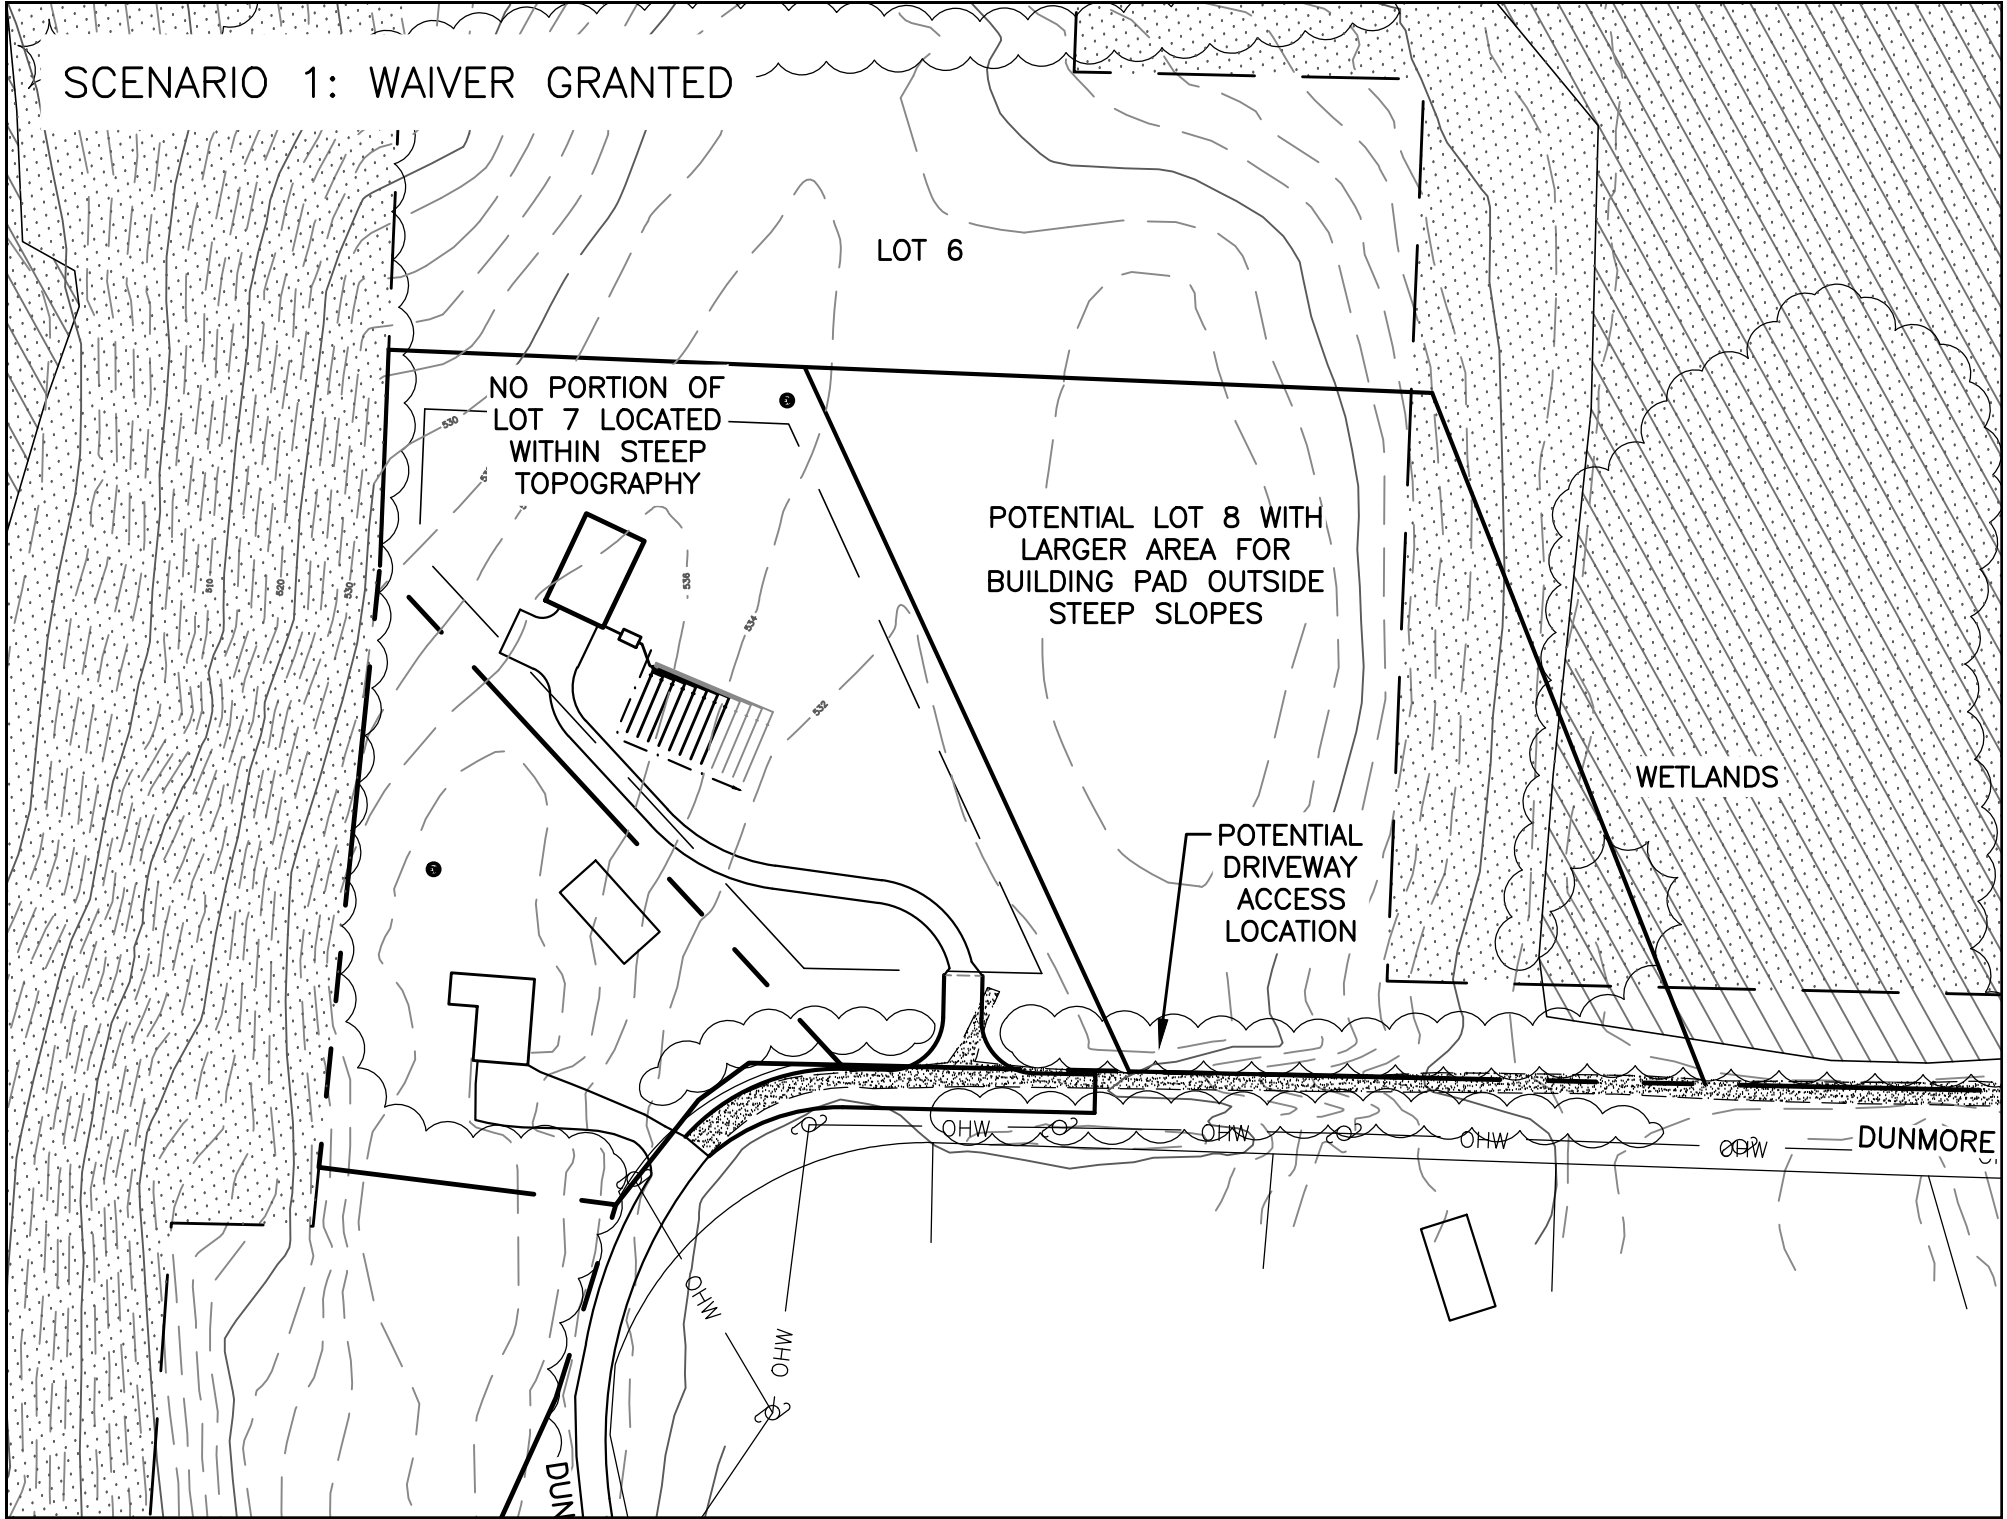 SCENARIO 1: WAIVER GRANTED
LOT 6
NO PORTION OF
LOT 7 LOCATED
WITHIN STEEP
TOPOGRAPHY
530
POTENTIAL LOT 8 WITH
LARGER AREA FOR
BUILDING PAD OUTSIDE
STEEP SLOPES
510
520
530
536
534
532
WETLANDS
POTENTIAL
DRIVEWAY
ACCESS
LOCATION
OHW
OHW
OHW
OHW
DUNMORE
OHW
OHW
DUN